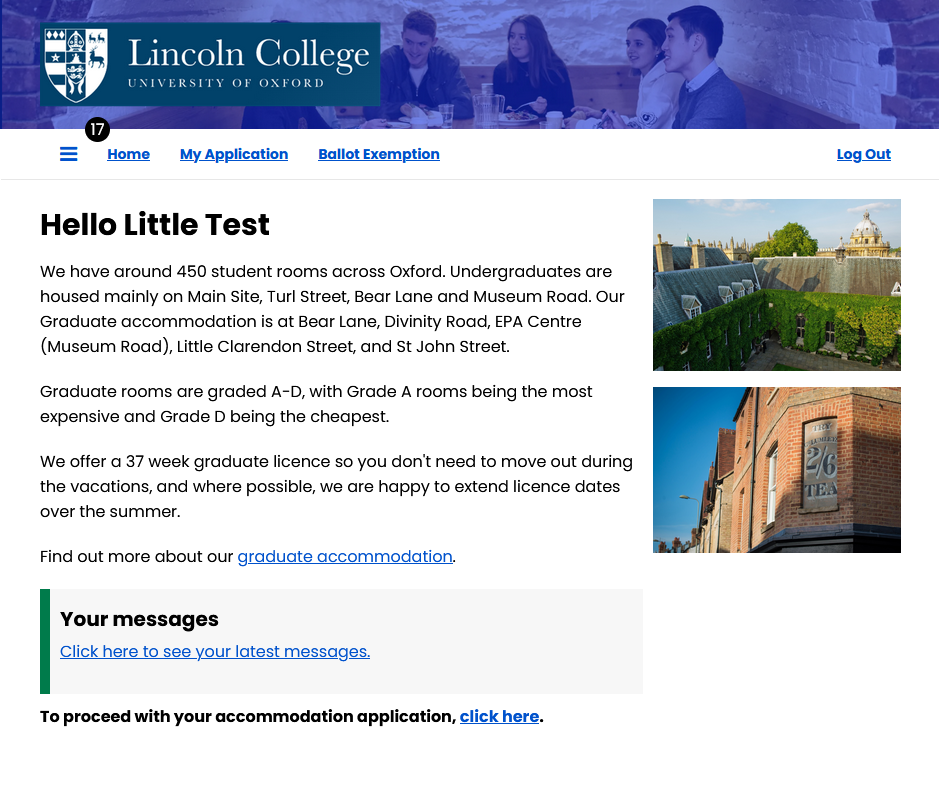 Lincoln College
UNIVERSITY OF OXFORD
17
Home My Application Ballot Exemption Log Out
Hello Little Test
We have around 450 student rooms across Oxford. Undergraduates are
housed mainly on Main Site, Turl Street, Bear Lane and Museum Road. Our
Graduate accommodation is at Bear Lane, Divinity Road, EPA Centre
(Museum Road), Little Clarendon Street, and St John Street.
Graduate rooms are graded A-D, with Grade A rooms being the most
expensive and Grade D being the cheapest.
We offer a 37 week graduate licence so you don't need to move out during
the vacations, and where possible, we are happy to extend licence dates
over the summer.
Find out more about our graduate accommodation.
Your messages
Click here to see your latest messages.
To proceed with your accommodation application, click here.
TRY
2/6
TEA